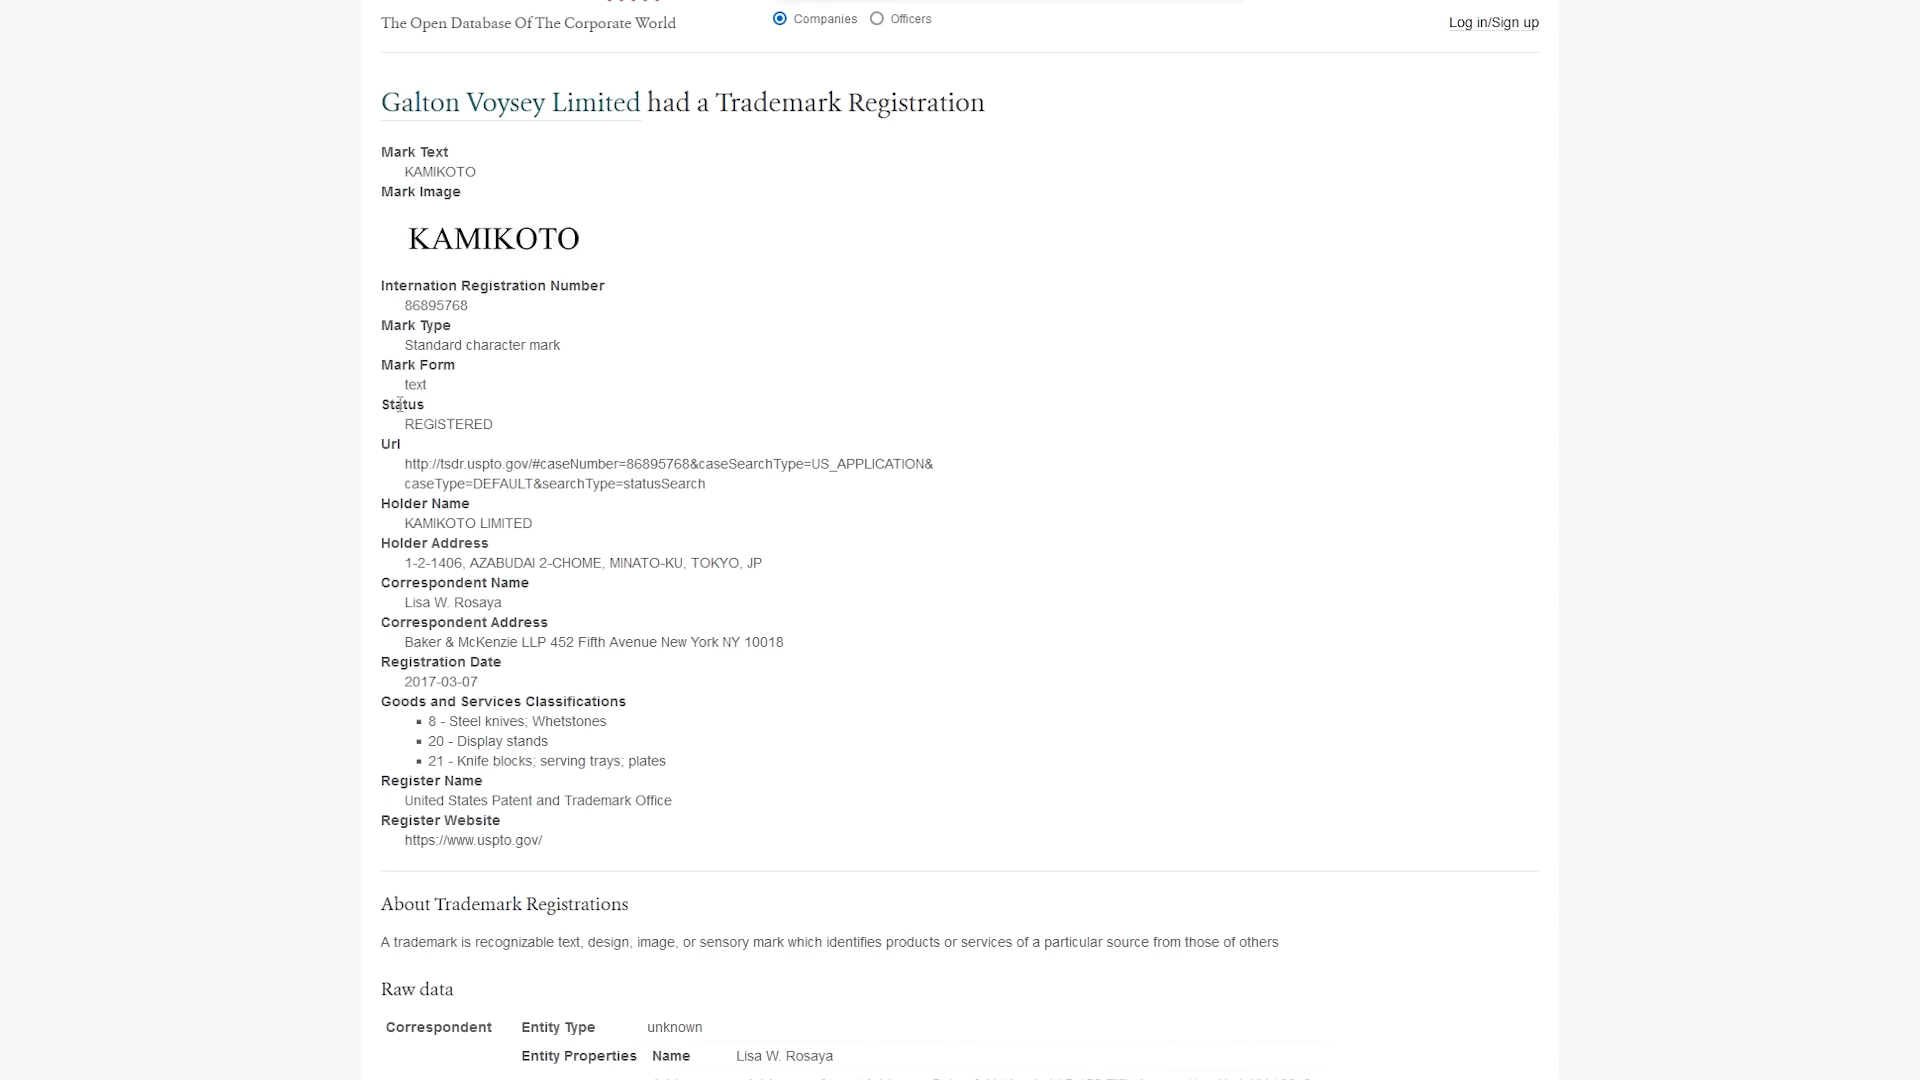 The Open Database Of The Corporate World
Companies Officers
Log in/Sign up
Galton Voysey Limited had a Trademark Registration
Mark Text
KAMIKOTO
Mark Image
KAMIKOTO
Internation Registration Number
86895768
Mark Type
Standard character mark
Mark Form
text
Status
REGISTERED
Url
http://tsdr.uspto.gov/#caseNumber=86895768&caseSearchType=US_APPLICATION&
caseType=DEFAULT&searchType=statusSearch
Holder Name
KAMIKOTO LIMITED
Holder Address
1-2-1406, AZABUDAI 2-CHOME, MINATO-KU, TOKYO, JP
Correspondent Name
Lisa W. Rosaya
Correspondent Address
Baker & McKenzie LLP 452 Fifth Avenue New York NY 10018
Registration Date
2017-03-07
Goods and Services Classifications
8 - Steel knives; Whetstones
20 - Display stands
21 - Knife blocks; serving trays; plates
Register Name
United States Patent and Trademark Office
Register Website
https://www.uspto.gov/
About Trademark Registrations
A trademark is recognizable text, design, image, or sensory mark which identifies products or services of a particular source from those of others
Raw data
Correspondent Entity Type unknown
Entity Properties Name Lisa W. Rosaya